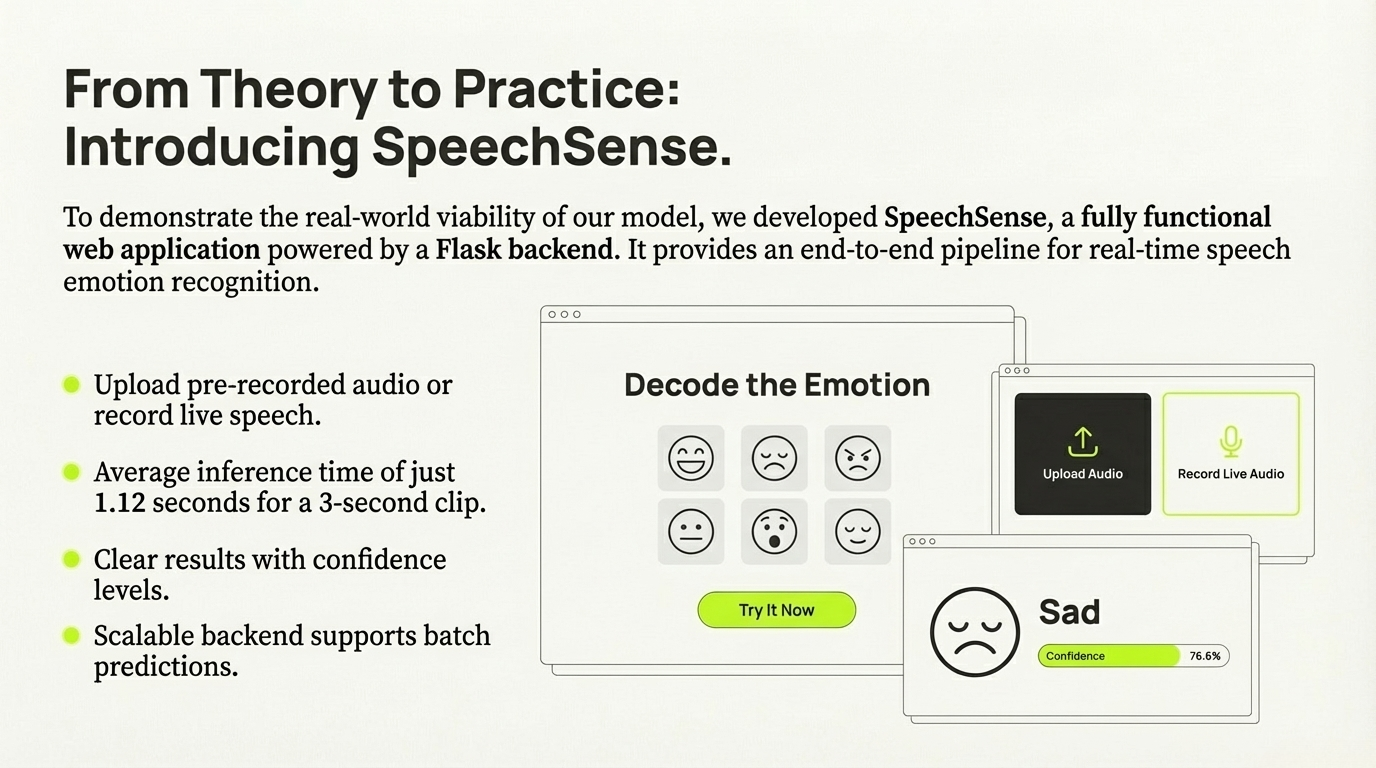 From Theory to Practice:
Introducing SpeechSense.
To demonstrate the real-world viability of our model, we developed SpeechSense, a fully functional
web application powered by a Flask backend. It provides an end-to-end pipeline for real-time speech
emotion recognition.
Upload pre-recorded audio or
record live speech.
Average inference time of just
1.12 seconds for a 3-second clip.
Clear results with confidence
levels.
Scalable backend supports batch
predictions.
Decode the Emotion
Try It Now
Upload Audio
Record Live Audio
Sad
Confidence 76.6%